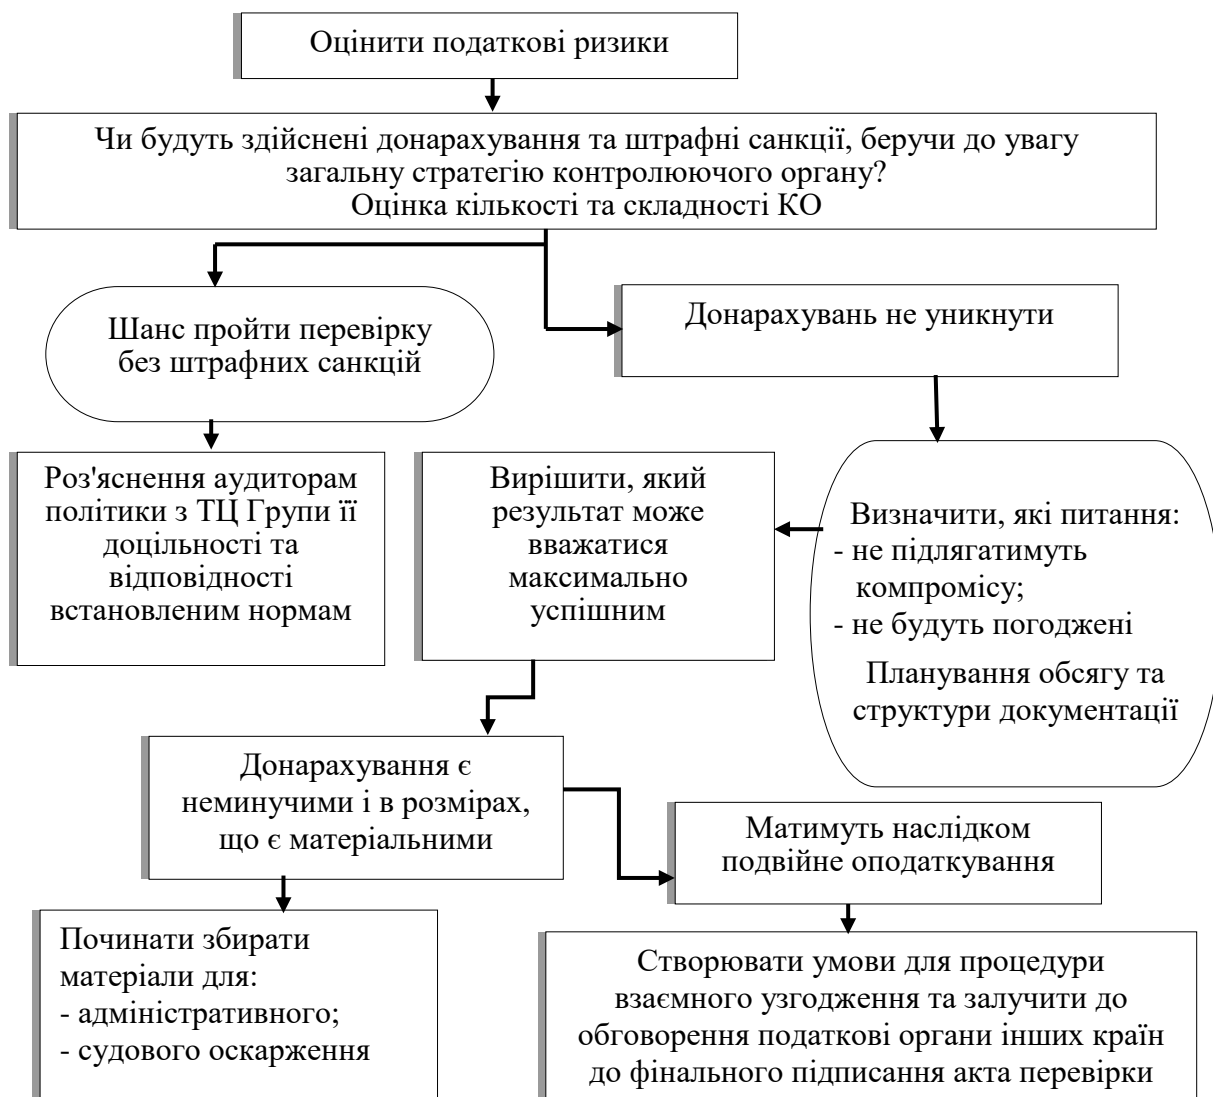 Оцінити податкові ризики
Чи будуть здійснені донарахування та штрафні санкції, беручи до увагу
загальну стратегію контролюючого органу?
Оцінка кількості та складності КО
Шанс пройти перевірку
без штрафних санкцій
Донарахувань не уникнути
Роз'яснення аудиторам
політики з ТЦ Групи її
доцільності та
відповідності
встановленим нормам
Вирішити, який
результат може
вважатися
максимально
успішним
Визначити, які питання:
- не підлягатимуть
компромісу;
- не будуть погоджені
Планування обсягу та
структури документації
Донарахування є
неминучими і в розмірах,
що є матеріальними
Матимуть наслідком
подвійне оподаткування
Починати збирати
матеріали для:
- адміністративного;
- судового оскарження
Створювати умови для процедури
взаємного узгодження та залучити до
обговорення податкові органи інших країн
до фінального підписання акта перевірки